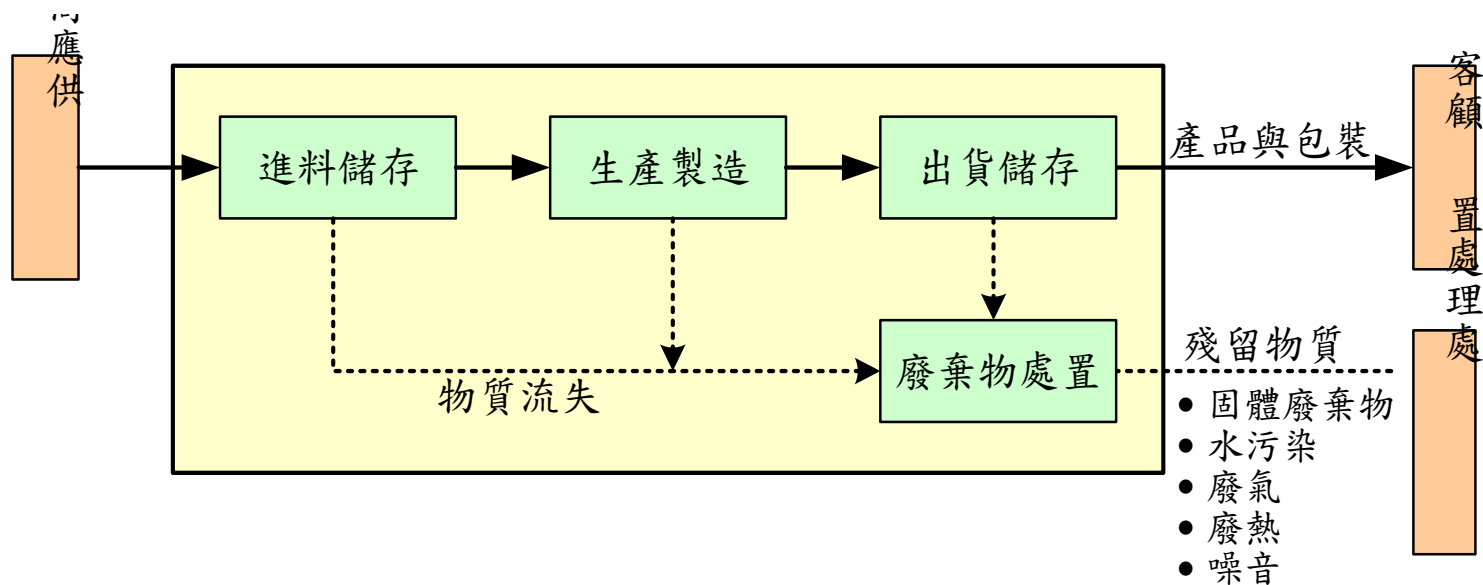 商應供
進料儲存
生產製造
出貨儲存
產品與包裝
客顧
置處理處
物質流失
廢棄物處置
殘留物質
• 固體廢棄物
• 水污染
• 廢氣
• 廢熱
• 噪音